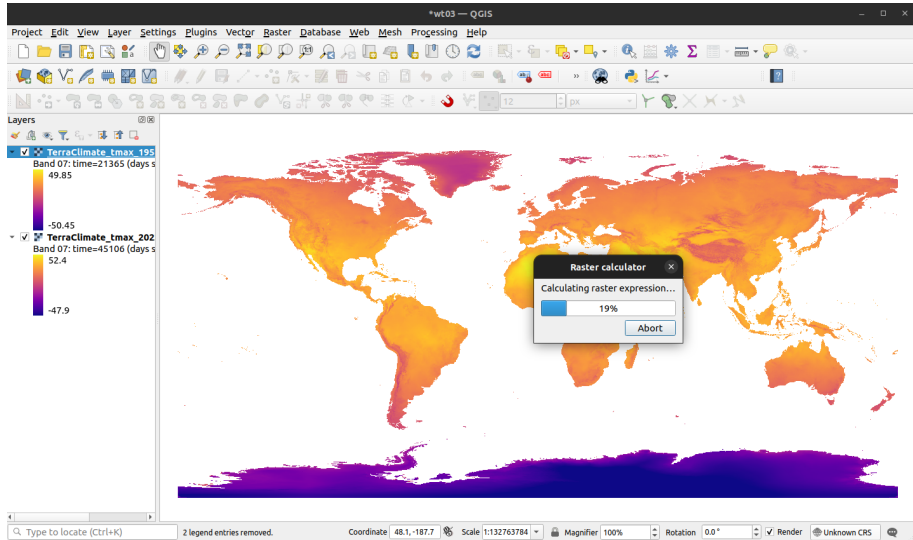 *wt03 — QGIS
Project Edit View Layer Settings Plugins Vector Raster Database Web Mesh Processing Help
abc
abc
»
12
px
Layers
TerraClimate_tmax_195
Band 07: time=21365 (days s
49.85
-50.45
TerraClimate_tmax_202
Band 07: time=45106 (days s
52.4
-47.9
Raster calculator
Calculating raster expression...
19%
Abort
Type to locate (Ctrl+K)
2 legend entries removed.
Coordinate 48.1,-187.7 Scale 1:132763784 Magnifier 100% Rotation 0.0 ° Render Unknown CRS